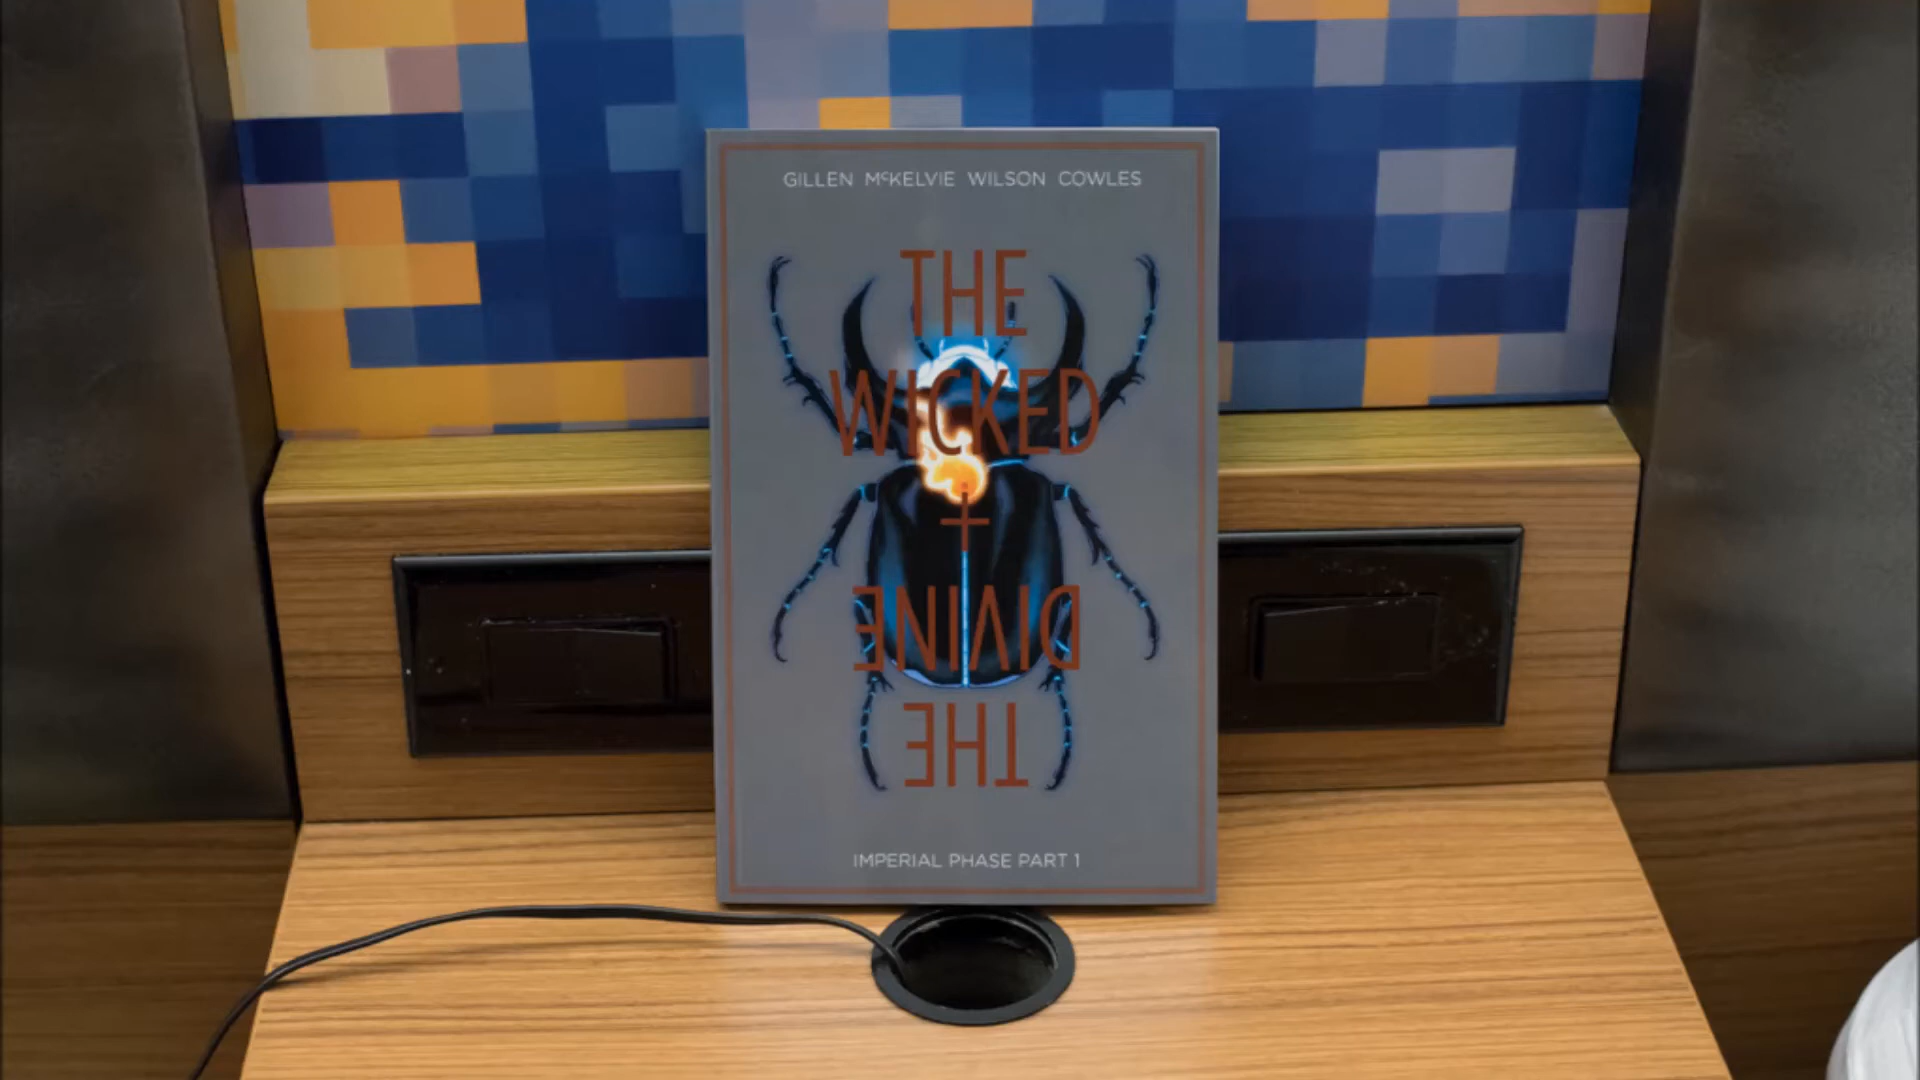 GILLEN McKELVIE WILSON COWLES
THE
WICKED
+
DIVINE
THE
IMPERIAL PHASE PART 1